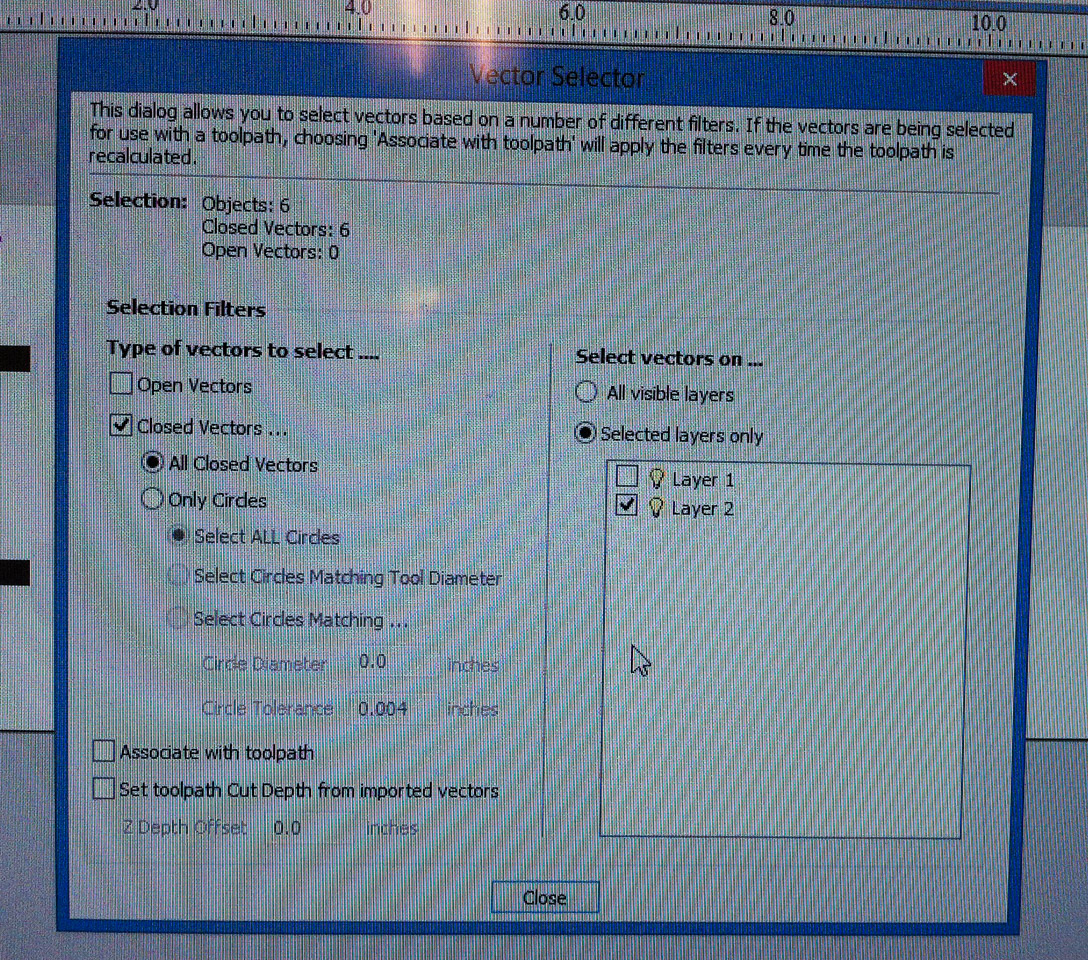 2.0 4.0 6.0 8.0 10.0
Vector Selector
This dialog allows you to select vectors based on a number of different filters. If the vectors are being selected
for use with a toolpath, choosing 'Associate with toolpath' will apply the filters every time the toolpath is
recalculated.
Selection: Objects: 6
Closed Vectors: 6
Open Vectors: 0
Selection Filters
Type of vectors to select ....
Open Vectors
Closed Vectors ...
All Closed Vectors
Only Circles
Select ALL Circles
Select Circles Matching Tool Diameter
Select Circles Matching ...
Circle Diameter 0.0 inches
Circle Tolerance 0.004 inches
Associate with toolpath
Set toolpath Cut Depth from imported vectors
Z Depth Offset 0.0 inches
Select vectors on ...
All visible layers
Selected layers only
Layer 1
Layer 2
Close